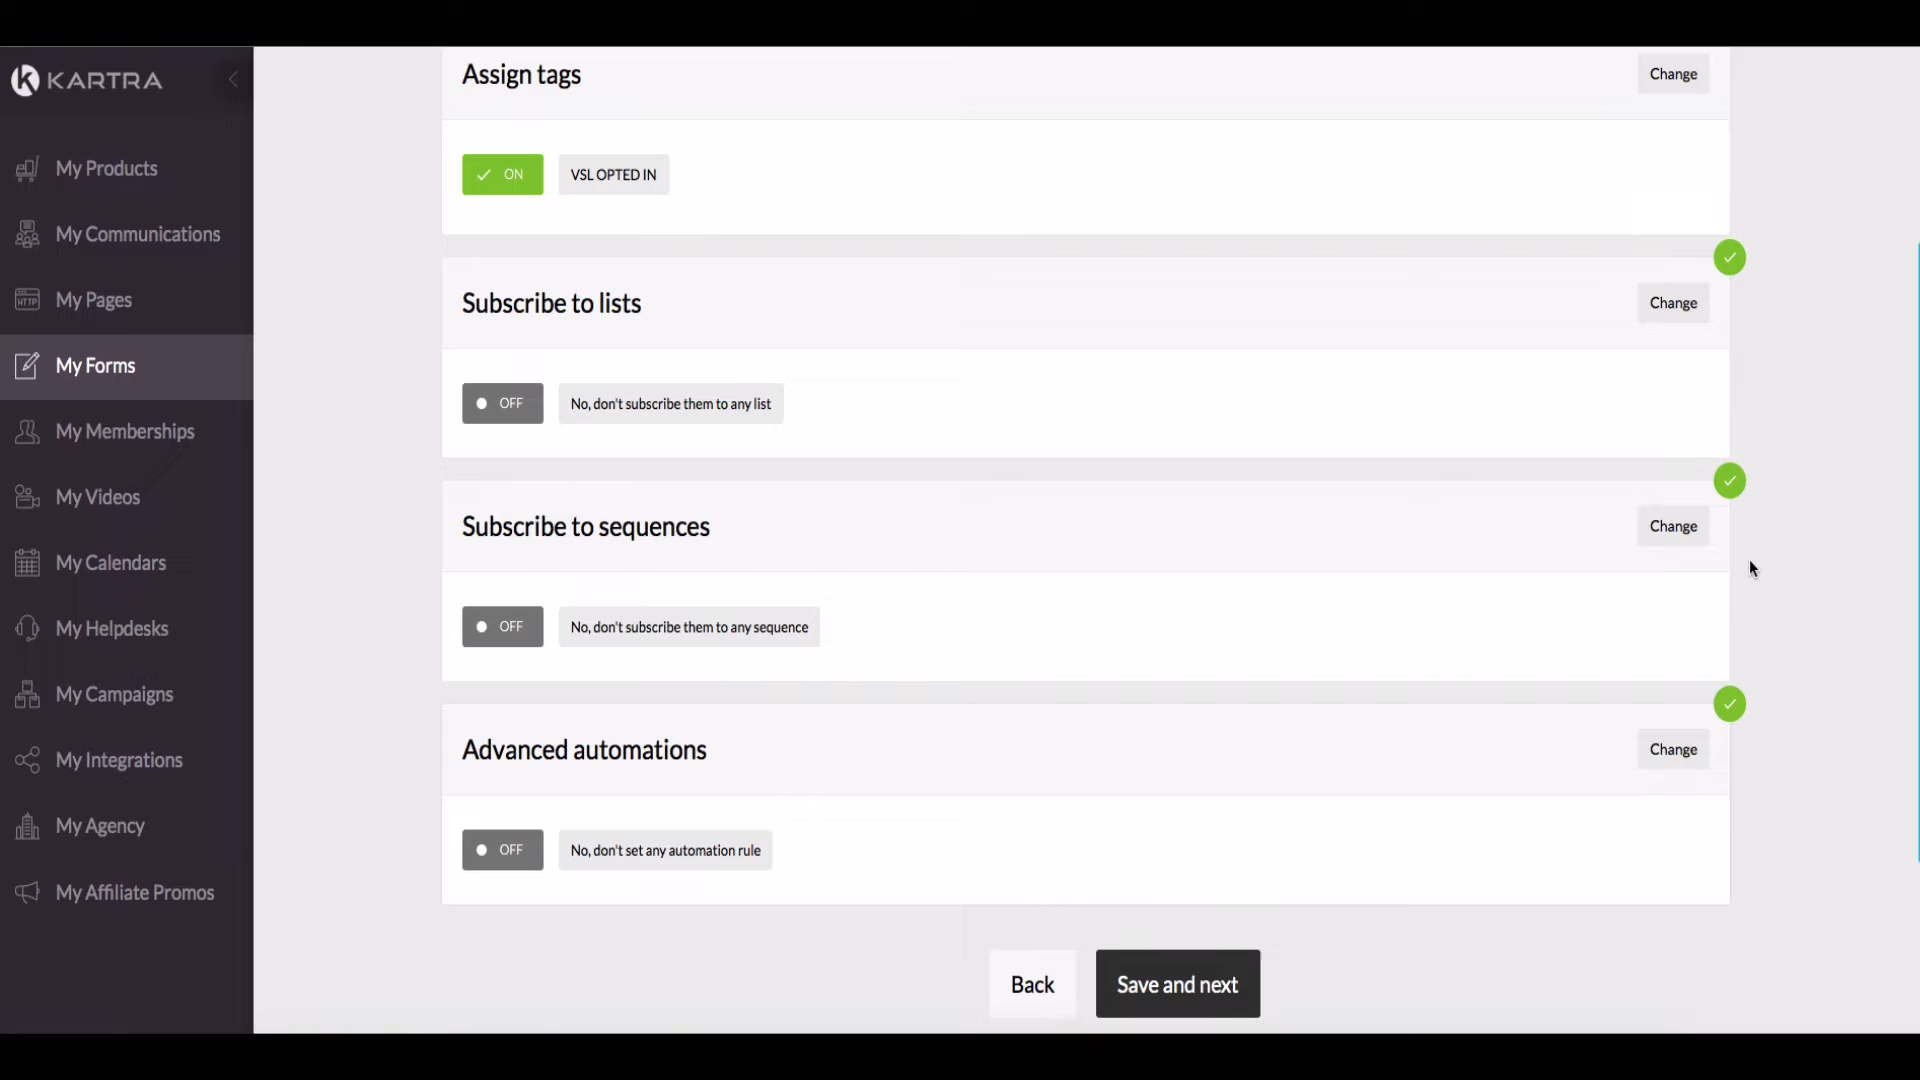 KARTRA
My Products
My Communications
HTTP
My Pages
My Forms
My Memberships
My Videos
My Calendars
My Helpdesks
My Campaigns
My Integrations
My Agency
My Affiliate Promos
Assign tags
Change
ON
VSL OPTED IN
Subscribe to lists
Change
OFF
No, don't subscribe them to any list
Subscribe to sequences
Change
OFF
No, don't subscribe them to any sequence
Advanced automations
Change
OFF
No, don't set any automation rule
Back
Save and next